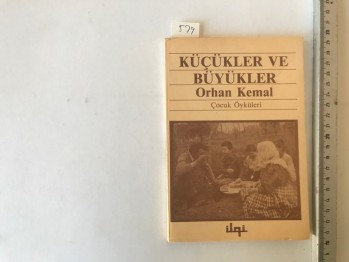 574
KÜÇÜKLER VE
BÜYÜKLER
Orhan Kemal
Çocuk Öyküleri
ilgi